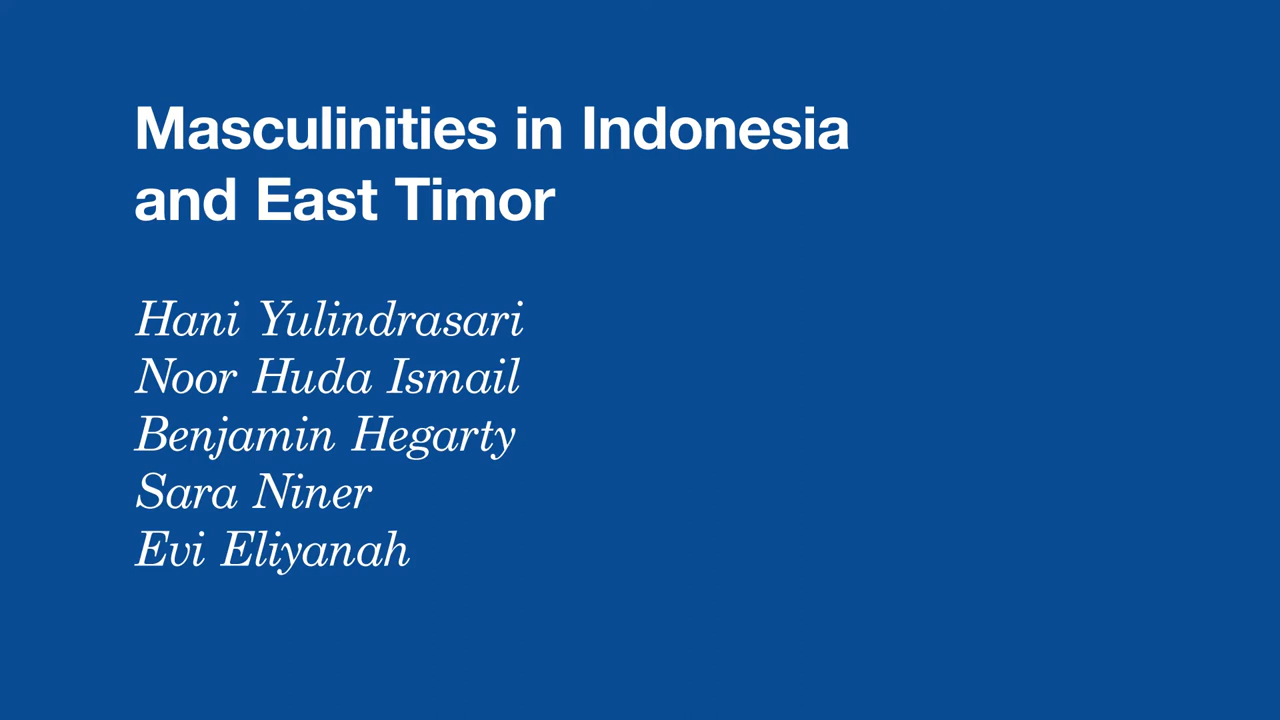 Masculinities in Indonesia
and East Timor
Hani Yulindrasari
Noor Huda Ismail
Benjamin Hegarty
Sara Niner
Evi Eliyanah